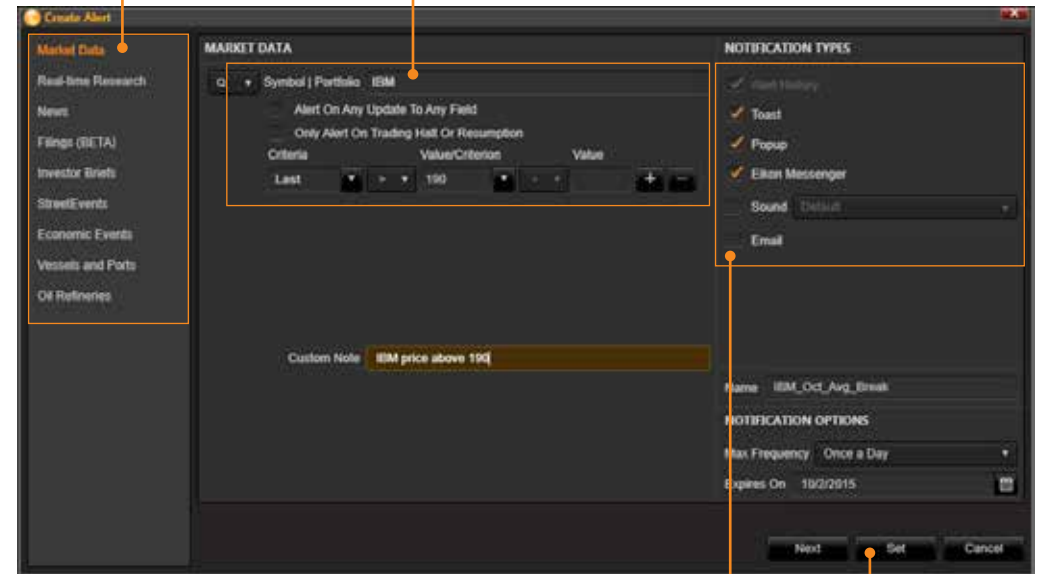 Create Alert
Market Data
Real-time Research
News
Filings (BETA)
Investor Briefs
StreetEvents
Economic Events
Vessels and Ports
Oil Refineries
MARKET DATA
Q Symbol | Portfolio IBM
Alert On Any Update To Any Field
Only Alert On Trading Halt Or Resumption
Criteria Value/Criterion Value
Last > 190 + −
Custom Note IBM price above 190
NOTIFICATION TYPES
Alert History
Toast
Popup
Eikon Messenger
Sound Default
Email
Name IBM_Oct_Avg_Break
NOTIFICATION OPTIONS
Max Frequency Once a Day
Expires On 10/2/2015
Next Set Cancel